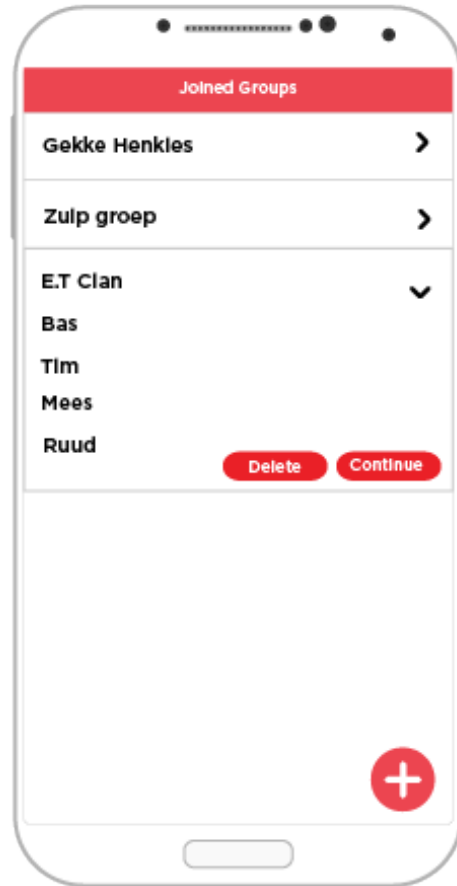 Joined Groups
Gekke Henkies
Zuip groep
E.T Clan
Bas
Tim
Mees
Ruud
Delete Continue